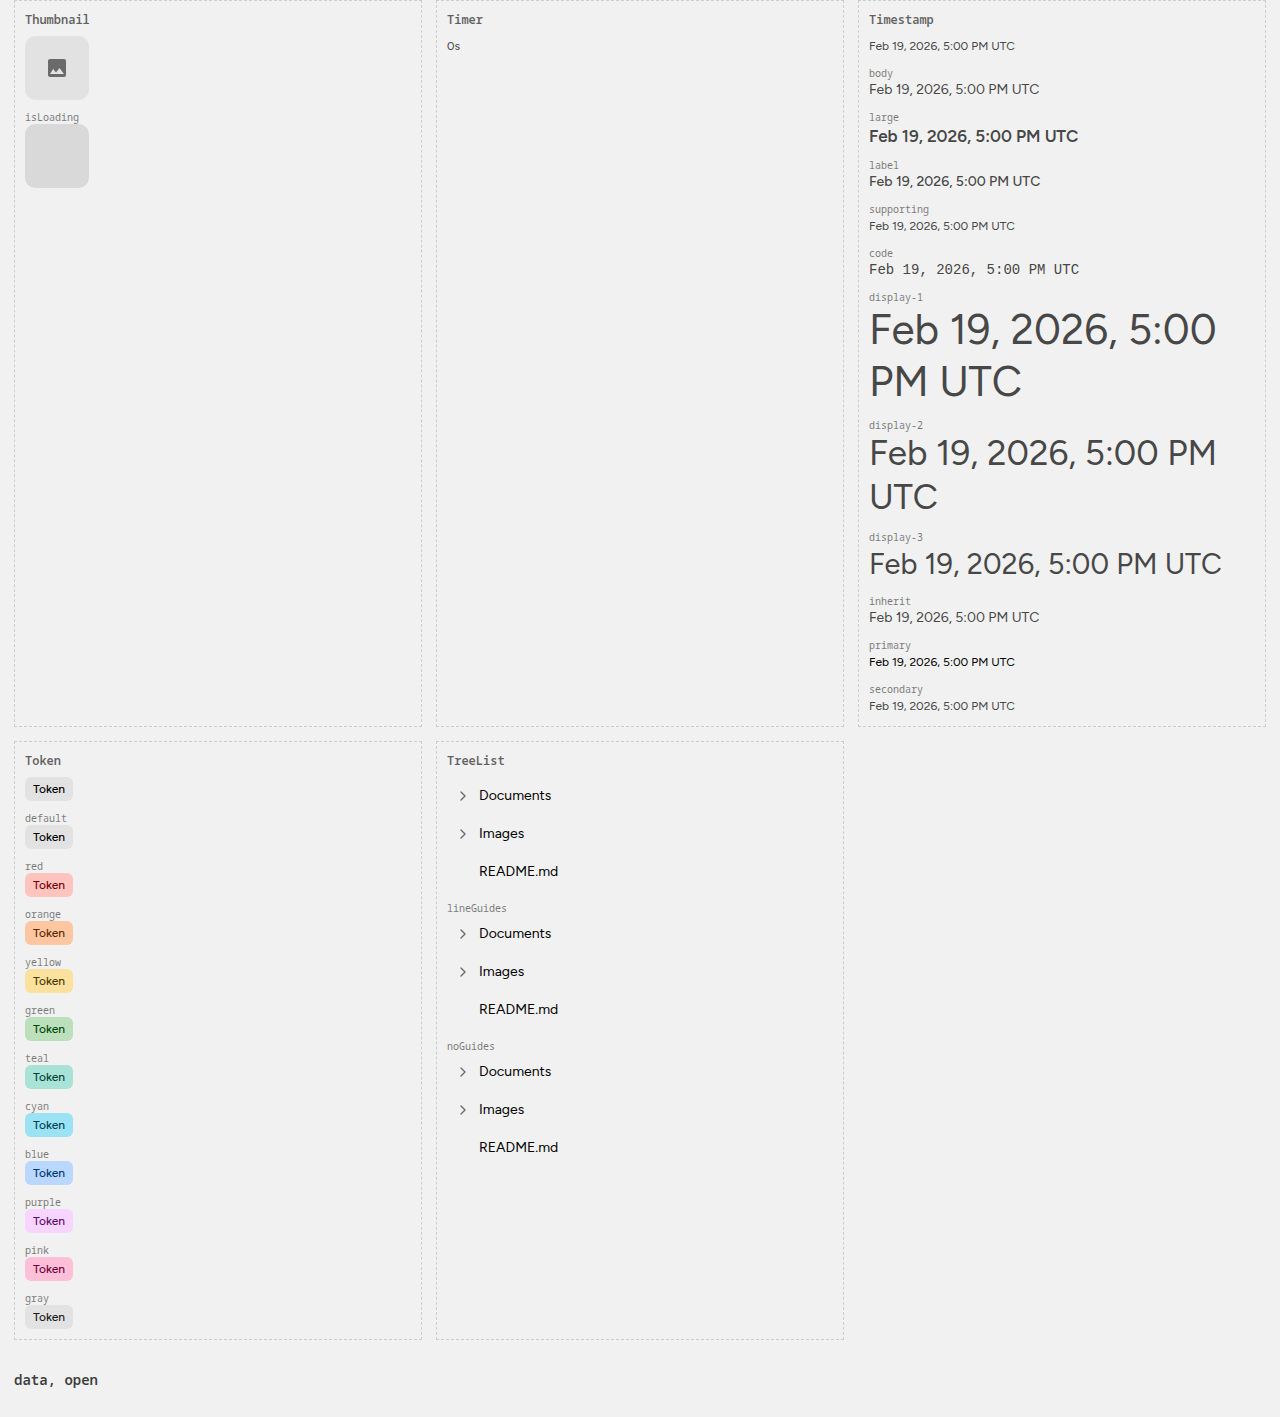 Thumbnail
isLoading
Timer
0s
Timestamp
Feb 19, 2026, 5:00 PM UTC
body
Feb 19, 2026, 5:00 PM UTC
large
Feb 19, 2026, 5:00 PM UTC
label
Feb 19, 2026, 5:00 PM UTC
supporting
Feb 19, 2026, 5:00 PM UTC
code
Feb 19, 2026, 5:00 PM UTC
display-1
Feb 19, 2026, 5:00
PM UTC
display-2
Feb 19, 2026, 5:00 PM
UTC
display-3
Feb 19, 2026, 5:00 PM UTC
inherit
Feb 19, 2026, 5:00 PM UTC
primary
Feb 19, 2026, 5:00 PM UTC
secondary
Feb 19, 2026, 5:00 PM UTC
Token
Token
default
Token
red
Token
orange
Token
yellow
Token
green
Token
teal
Token
cyan
Token
blue
Token
purple
Token
pink
Token
gray
Token
TreeList
Documents
Images
README.md
lineGuides
Documents
Images
README.md
noGuides
Documents
Images
README.md
data, open